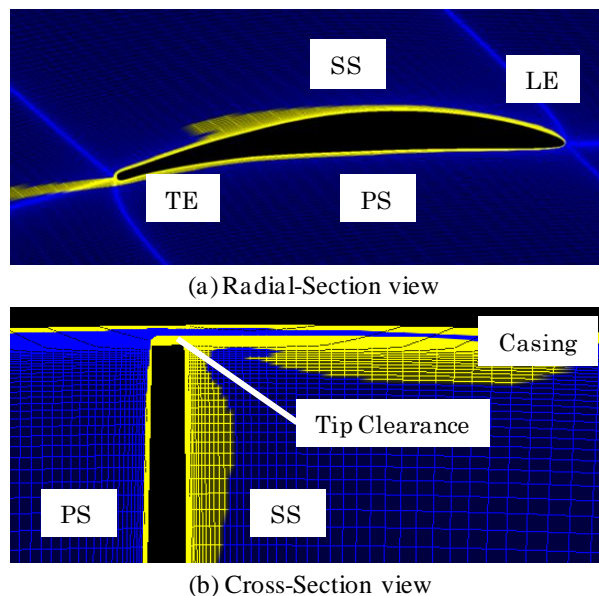 SS
LE
TE
PS
(a) Radial-Section view
Casing
Tip Clearance
PS
SS
(b) Cross-Section view